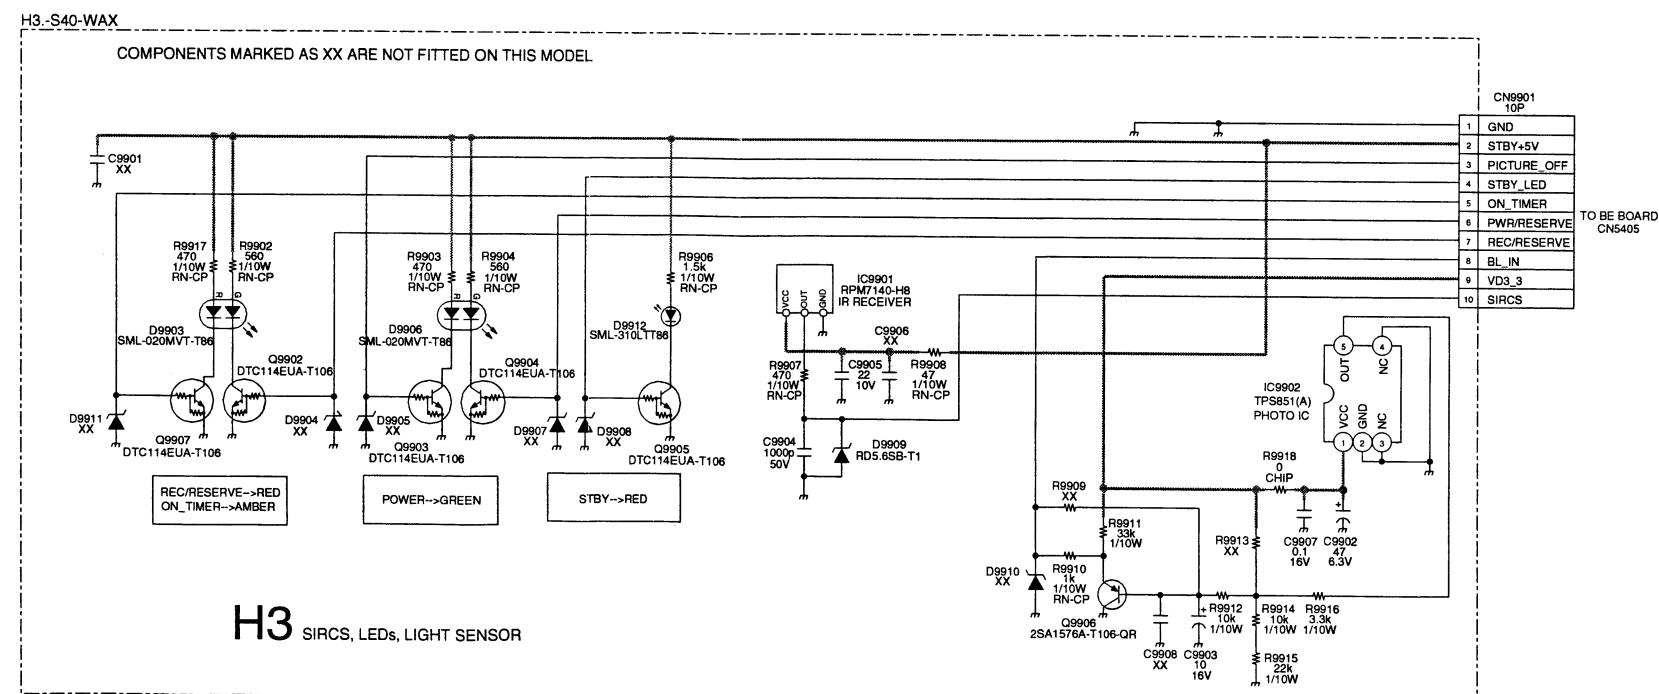 H3.-S40-WAX
COMPONENTS MARKED AS XX ARE NOT FITTED ON THIS MODEL
CN9901
10P
1 GND
2 STBY+5V
3 PICTURE_OFF
4 STBY_LED
5 ON_TIMER
6 PWR/RESERVE
7 REC/RESERVE
8 BL_IN
9 VD3_3
10 SIRCS
TO BE BOARD
CN5405
C9901
XX
R9917
470
1/10W
RN-CP
R9902
560
1/10W
RN-CP
R
G
D9903
SML-020MVT-T86
Q9902
DTC114EUA-T106
D9911
XX
Q9907
DTC114EUA-T106
D9904
XX
R9903
470
1/10W
RN-CP
R9904
560
1/10W
RN-CP
R
G
D9906
SML-020MVT-T86
Q9904
DTC114EUA-T106
D9905
XX
Q9903
DTC114EUA-T106
D9907
XX
R9906
1.5k
1/10W
RN-CP
D9912
SML-310LTT86
D9908
XX
Q9905
DTC114EUA-T106
REC/RESERVE-->RED
ON_TIMER-->AMBER
POWER-->GREEN
STBY-->RED
IC9901
RPM7140-H8
IR RECEIVER
VCC
OUT
GND
R9907
470
1/10W
RN-CP
C9905
22
10V
C9906
XX
R9908
47
1/10W
RN-CP
C9904
1000p
50V
D9909
RD5.6SB-T1
IC9902
TPS851(A)
PHOTO IC
5
4
OUT
NC
VCC
GND
NC
1
2
3
R9918
0
CHIP
R9909
XX
R9911
33k
1/10W
R9913
XX
C9907
0.1
16V
+
C9902
47
6.3V
D9910
XX
R9910
1k
1/10W
RN-CP
Q9906
2SA1576A-T106-QR
C9908
XX
+
C9903
10
16V
R9912
10k
1/10W
R9914
10k
1/10W
R9916
3.3k
1/10W
R9915
22k
1/10W
H3 SIRCS, LEDs, LIGHT SENSOR